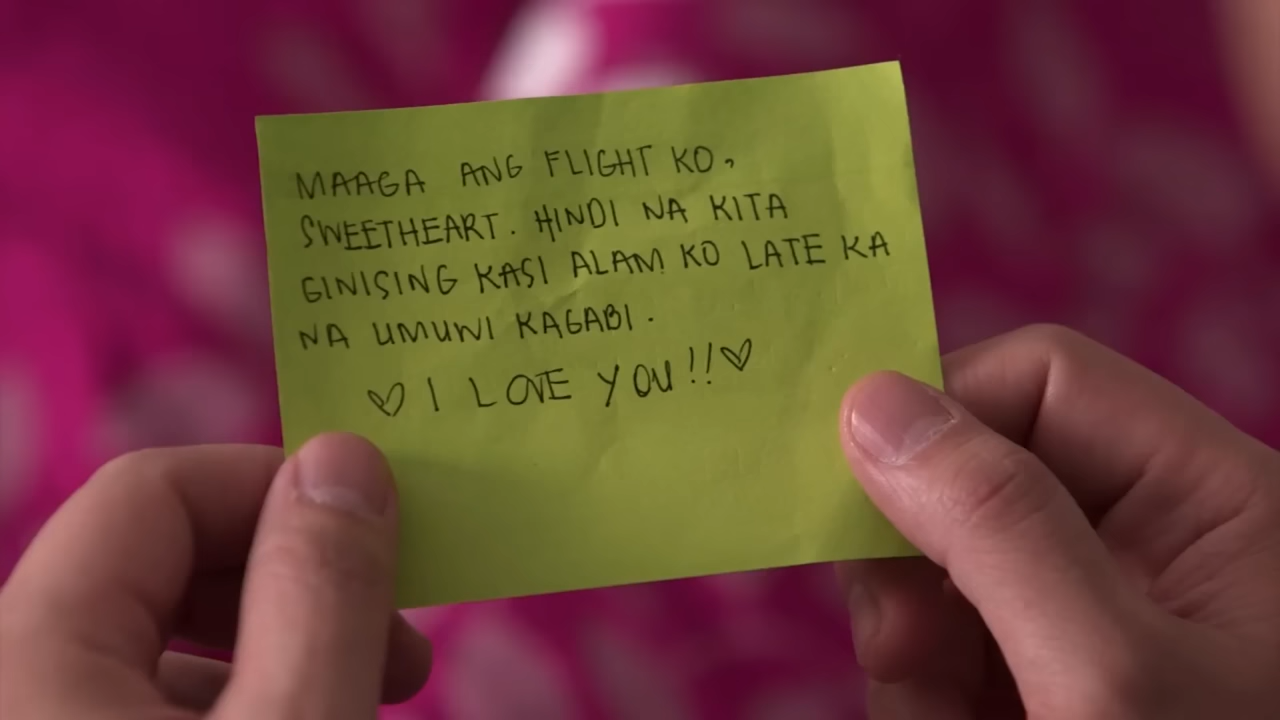 MAAGA ANG FLIGHT KO,
SWEETHEART. HINDI NA KITA
GINISING KASI ALAM KO LATE KA
NA UMUWI KAGABI.
♡ I LOVE YOU!! ♡